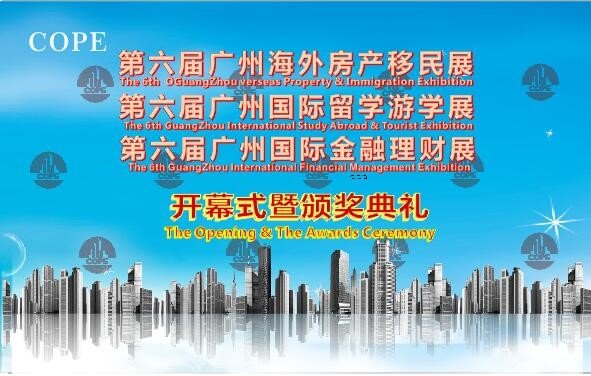 COPE
第六届广州海外房产移民展
The 6th OGuangZhou verseas Property & Immigration Exhibition
第六届广州国际留学游学展
The 6th GuangZhou International Study Abroad & Tourist Exhibition
第六届广州国际金融理财展
The 6th GuangZhou International Financial Management Exhibition
开幕式暨颁奖典礼
The Opening & The Awards Ceremony